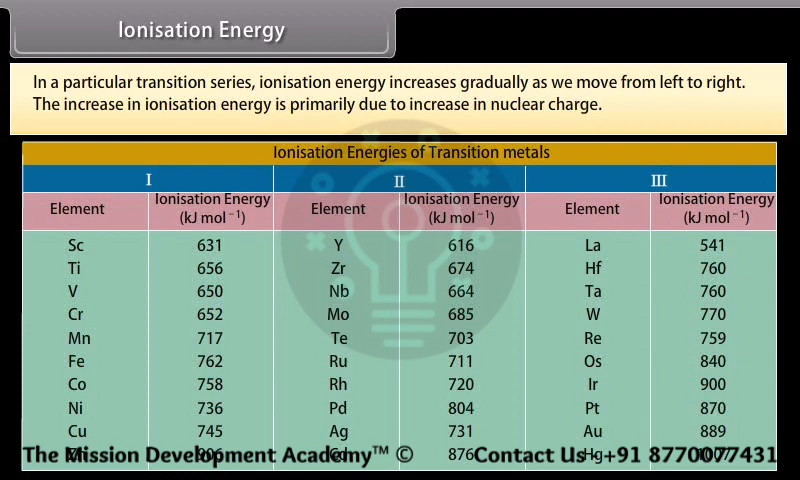 Ionisation Energy
In a particular transition series, ionisation energy increases gradually as we move from left to right.
The increase in ionisation energy is primarily due to increase in nuclear charge.
Ionisation Energies of Transition metals
I II III
Element Ionisation Energy (kJ mol⁻¹) Element Ionisation Energy (kJ mol⁻¹) Element Ionisation Energy (kJ mol⁻¹)
Sc 631 Y 616 La 541
Ti 656 Zr 674 Hf 760
V 650 Nb 664 Ta 760
Cr 652 Mo 685 W 770
Mn 717 Te 703 Re 759
Fe 762 Ru 711 Os 840
Co 758 Rh 720 Ir 900
Ni 736 Pd 804 Pt 870
Cu 745 Ag 731 Au 889
906 Cd 876 Hg
The Mission Development Academy™ © Contact Us - +91 8770077431